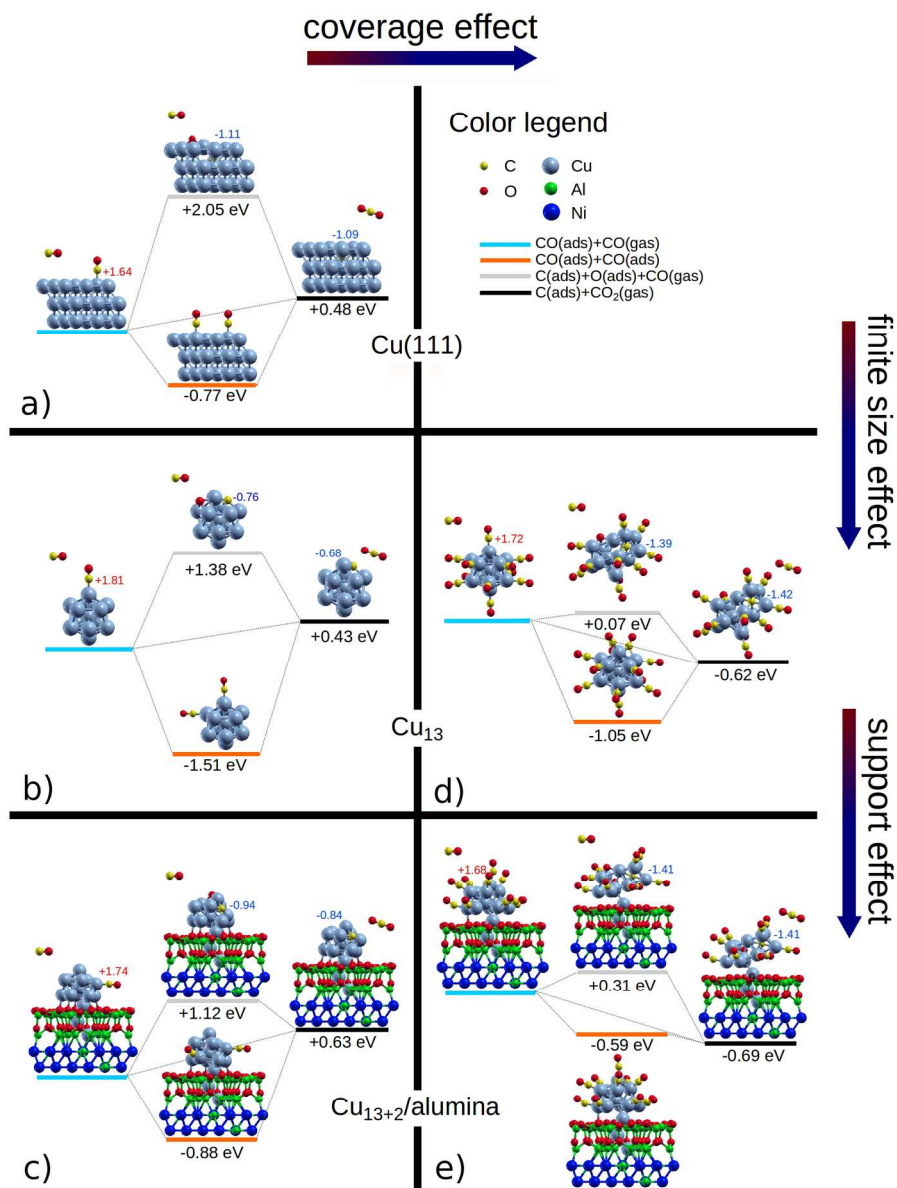 coverage effect
Color legend
C
Cu
O
Al
Ni
CO(ads)+CO(gas)
CO(ads)+CO(ads)
C(ads)+O(ads)+CO(gas)
C(ads)+CO₂(gas)
-1.11
+2.05 eV
-1.09
+1.64
+0.48 eV
-0.77 eV
Cu(111)
a)
finite size effect
-0.76
+1.38 eV
-0.68
+1.81
+0.43 eV
-1.51 eV
Cu₁₃
b)
+1.72
-1.39
+0.07 eV
-1.42
-0.62 eV
-1.05 eV
d)
support effect
-0.94
+1.12 eV
-0.84
+1.74
+0.63 eV
-0.88 eV
Cu₁₃₊₂/alumina
c)
+1.68
-1.41
+0.31 eV
-1.41
-0.59 eV
-0.69 eV
e)